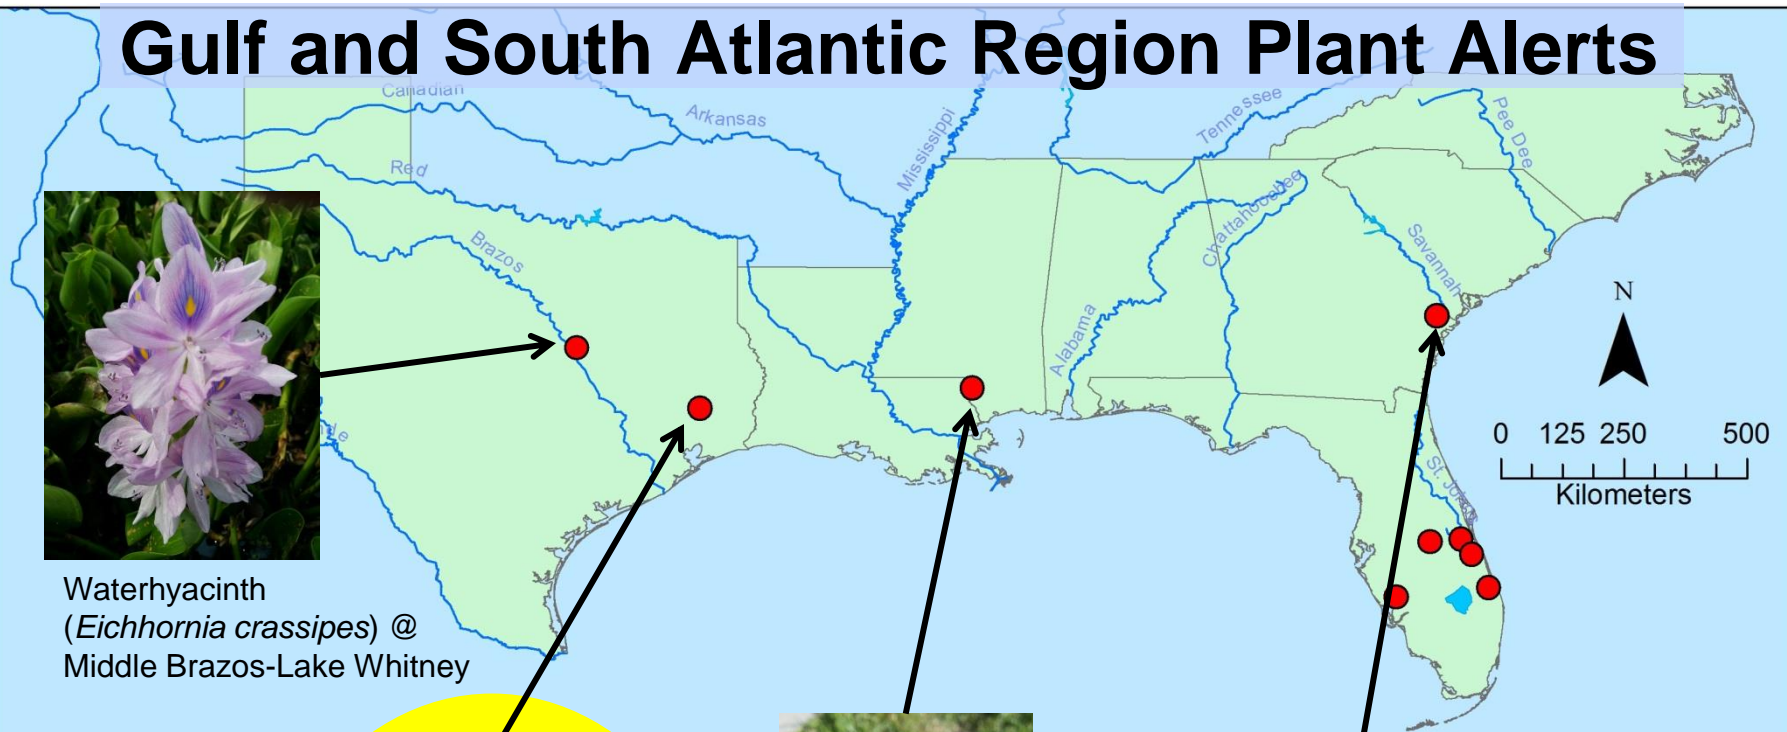 Gulf and South Atlantic Region Plant Alerts
Canadian
Arkansas
Mississippi
Tennessee
Pee Dee
Red
Chattahoochee
Brazos
Savannah
Alabama
N
0 125 250 500
Kilometers
St. Johns
Waterhyacinth
(Eichhornia crassipes) @
Middle Brazos-Lake Whitney